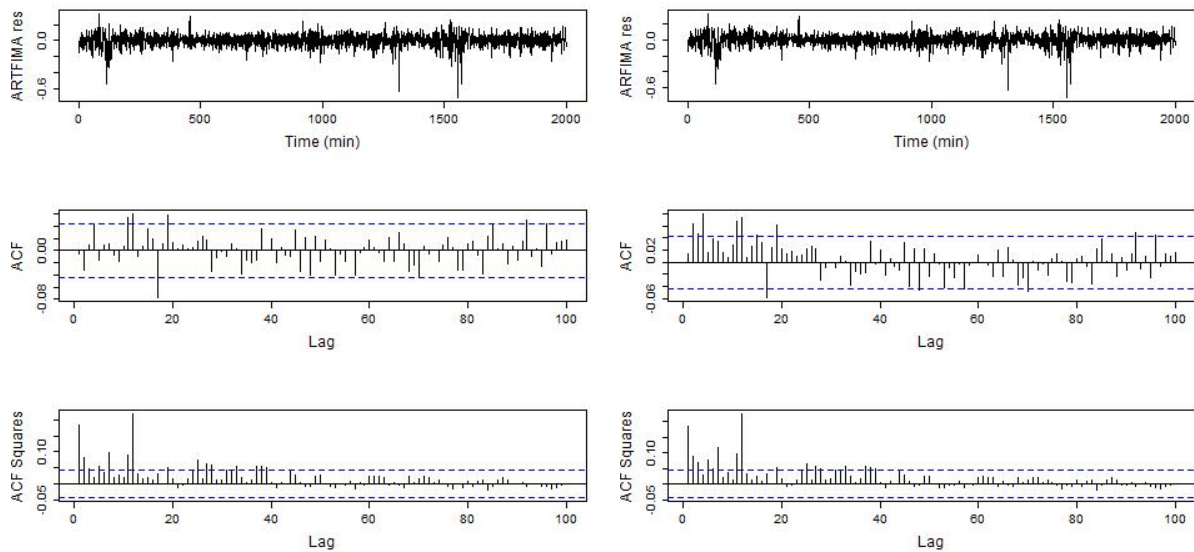 ARTFIMA res
0.0
-0.6
0 500 1000 1500 2000
Time (min)
ARFIMA res
0.0
-0.6
0 500 1000 1500 2000
Time (min)
ACF
0.00
-0.08
0 20 40 60 80 100
Lag
ACF
0.02
-0.06
0 20 40 60 80 100
Lag
ACF Squares
0.10
-0.05
0 20 40 60 80 100
Lag
ACF Squares
0.10
-0.05
0 20 40 60 80 100
Lag